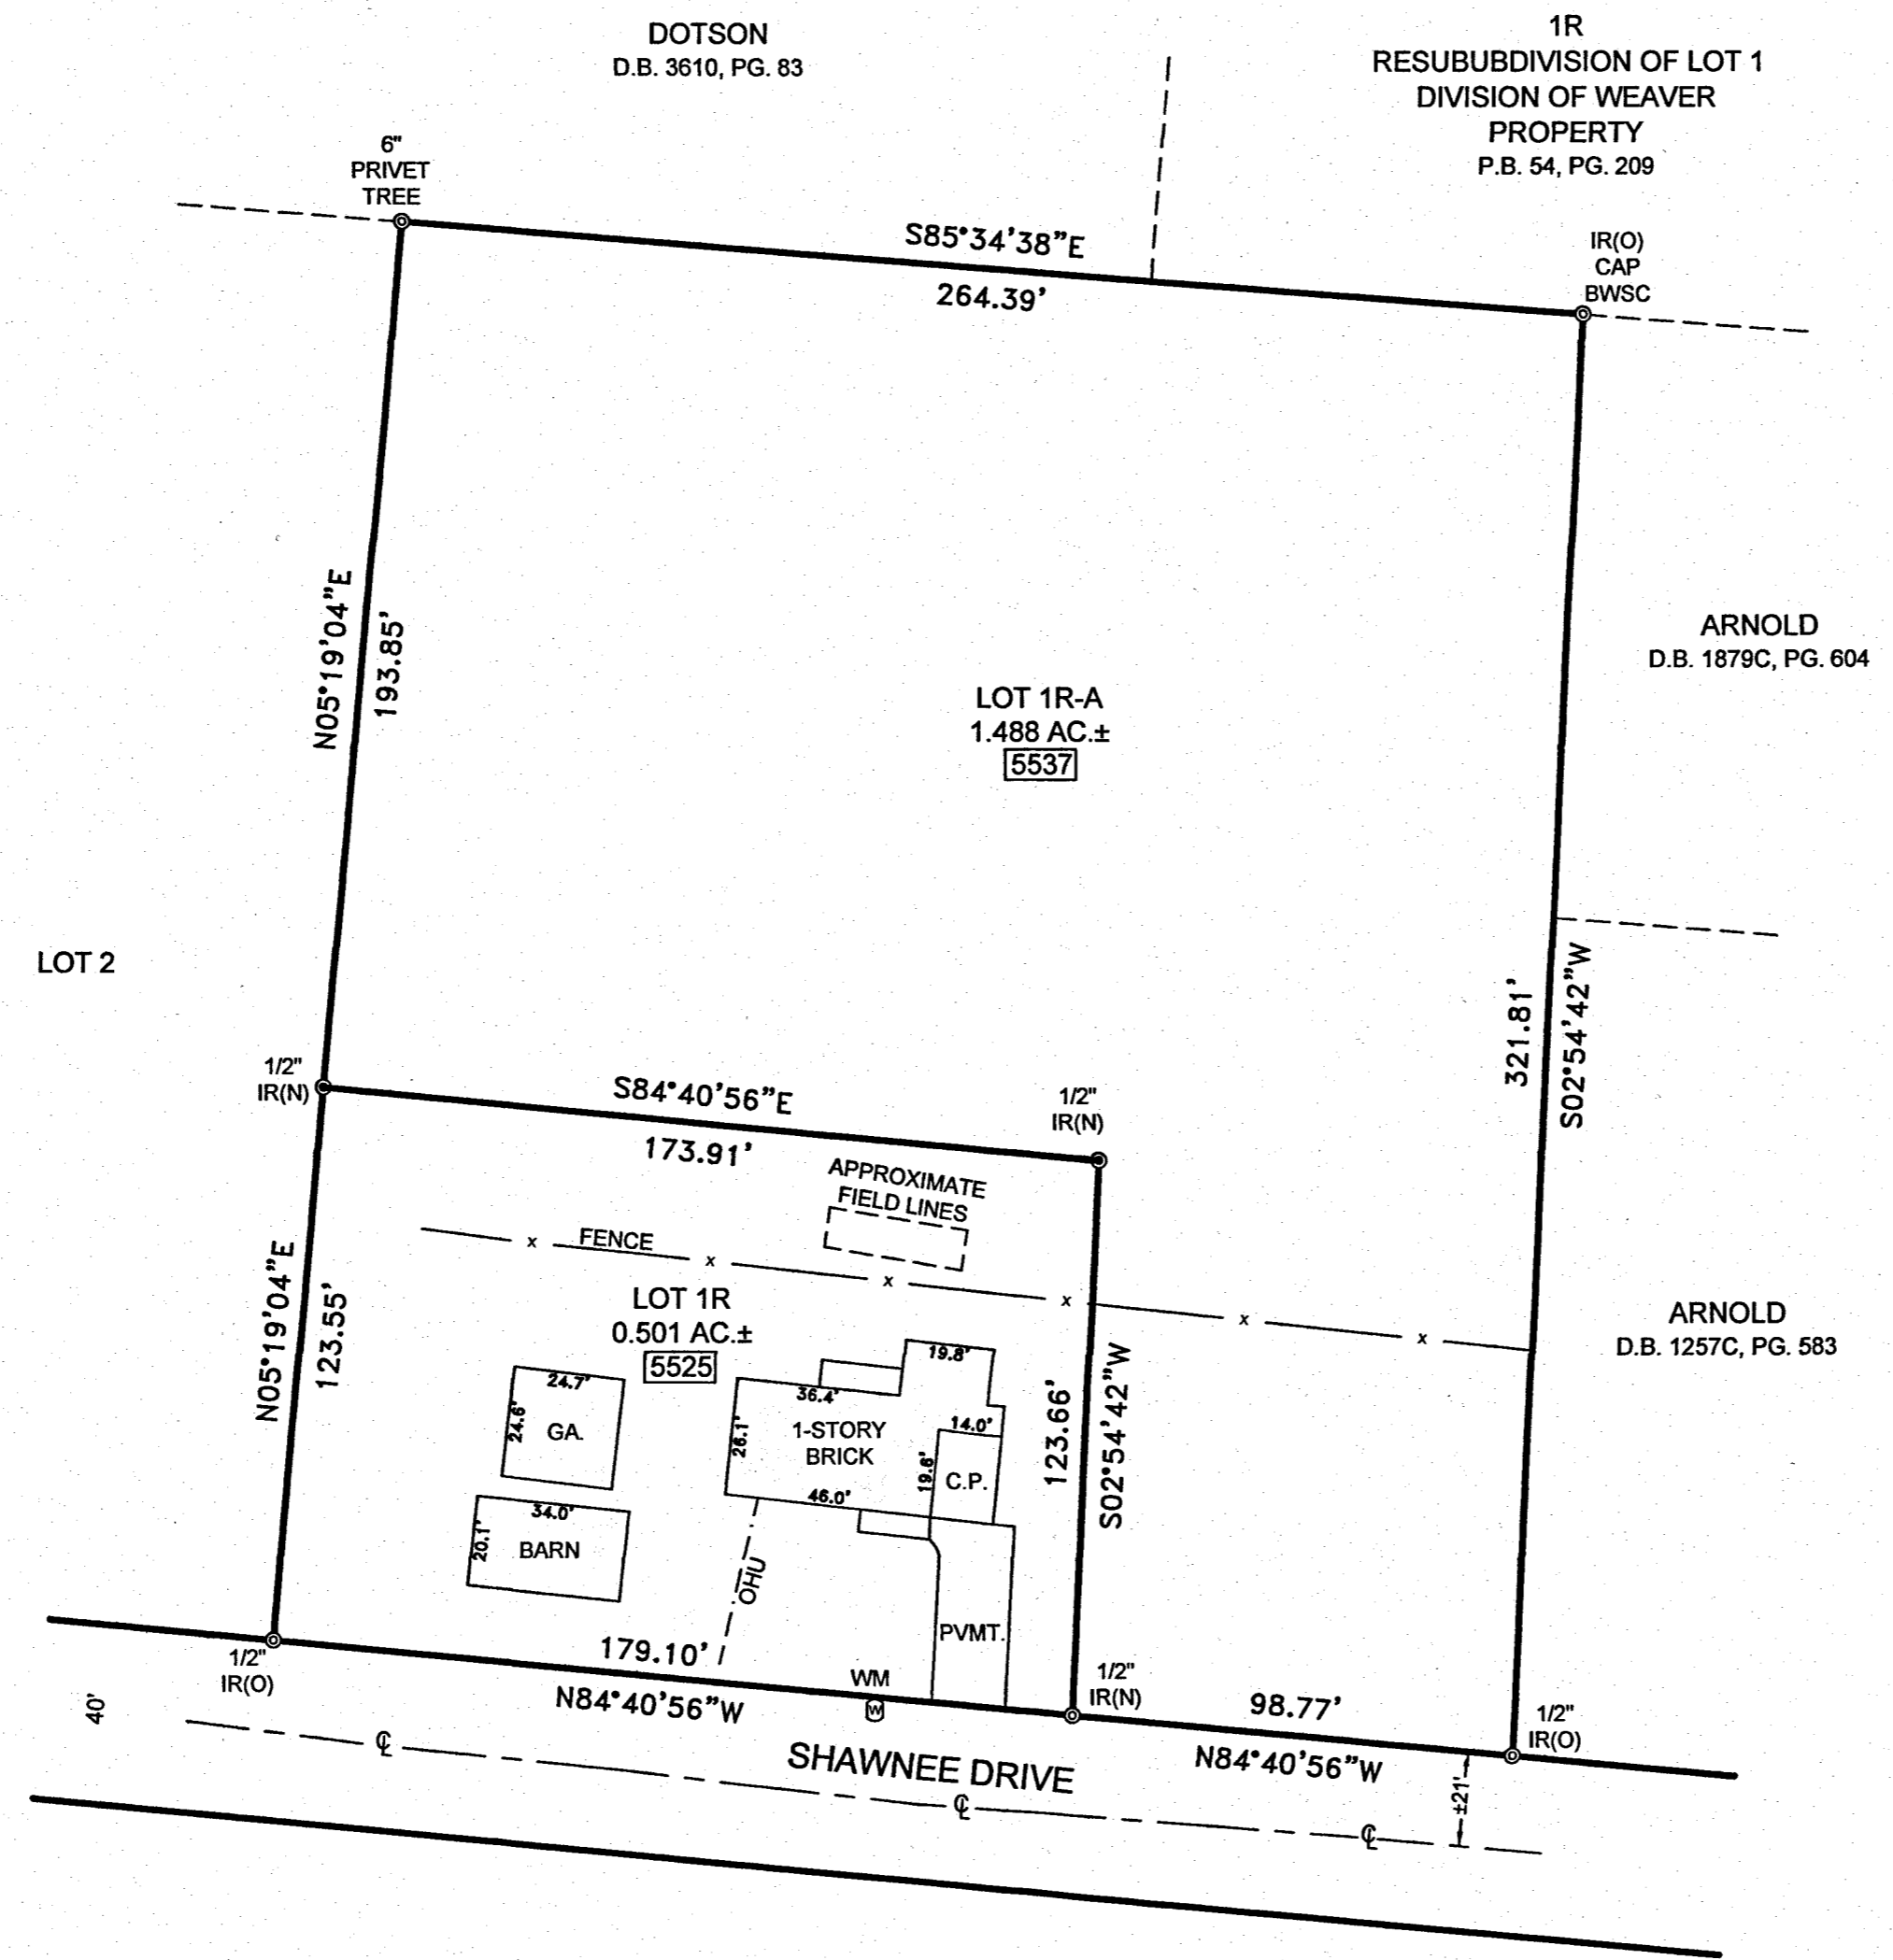 DOTSON
D.B. 3610, PG. 83
1R
RESUBUBDIVISION OF LOT 1
DIVISION OF WEAVER
PROPERTY
P.B. 54, PG. 209
6"
PRIVET
TREE
S85°34'38"E
264.39'
IR(O)
CAP
BWSC
N05°19'04"E
193.85'
LOT 1R-A
1.488 AC.±
5537
ARNOLD
D.B. 1879C, PG. 604
LOT 2
321.81'
S02°54'42"W
1/2"
IR(N)
S84°40'56"E
173.91'
1/2"
IR(N)
APPROXIMATE
FIELD LINES
x FENCE x x x x x
N05°19'04"E
123.55'
LOT 1R
0.501 AC.±
5525
ARNOLD
D.B. 1257C, PG. 583
24.7'
24.6'
GA.
19.8'
36.4'
26.1'
1-STORY
BRICK
14.0'
19.6'
C.P.
46.0'
123.66'
S02°54'42"W
34.0'
20.1'
BARN
OHU
PVMT.
179.10'
N84°40'56"W
1/2"
IR(O)
WM
W
1/2"
IR(N)
98.77'
N84°40'56"W
1/2"
IR(O)
40'
℄
SHAWNEE DRIVE
℄
℄
±21'